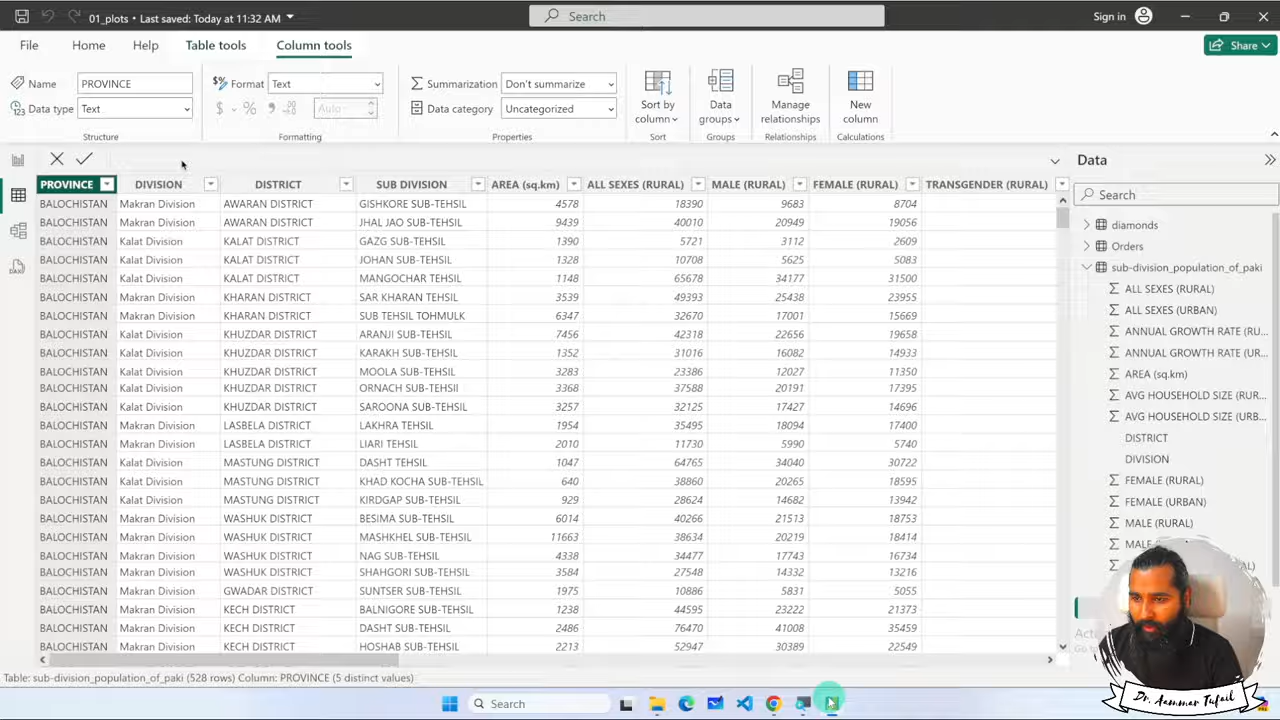 01_plots • Last saved: Today at 11:32 AM
Search
Sign in
File Home Help Table tools Column tools
Share
Name PROVINCE
Format Text
Summarization Don't summarize
Data type Text
$ % Auto
Data category Uncategorized
Sort by column
Data groups
Manage relationships
New column
Structure Formatting Properties Sort Groups Relationships Calculations
PROVINCE DIVISION DISTRICT SUB DIVISION AREA (sq.km) ALL SEXES (RURAL) MALE (RURAL) FEMALE (RURAL) TRANSGENDER (RURAL)
BALOCHISTAN Makran Division AWARAN DISTRICT GISHKORE SUB-TEHSIL 4578 18390 9683 8704
BALOCHISTAN Makran Division AWARAN DISTRICT JHAL JAO SUB-TEHSIL 9439 40010 20949 19056
BALOCHISTAN Kalat Division KALAT DISTRICT GAZG SUB-TEHSIL 1390 5721 3112 2609
BALOCHISTAN Kalat Division KALAT DISTRICT JOHAN SUB-TEHSIL 1328 10708 5625 5083
BALOCHISTAN Kalat Division KALAT DISTRICT MANGOCHAR TEHSIL 1148 65678 34177 31500
BALOCHISTAN Makran Division KHARAN DISTRICT SAR KHARAN TEHSIL 3539 49393 25438 23955
BALOCHISTAN Makran Division KHARAN DISTRICT SUB TEHSIL TOHMULK 6347 32670 17001 15669
BALOCHISTAN Kalat Division KHUZDAR DISTRICT ARANJI SUB-TEHSIL 7456 42318 22656 19658
BALOCHISTAN Kalat Division KHUZDAR DISTRICT KARAKH SUB-TEHSIL 1352 31016 16082 14933
BALOCHISTAN Kalat Division KHUZDAR DISTRICT MOOLA SUB-TEHSIL 3283 23386 12027 11350
BALOCHISTAN Kalat Division KHUZDAR DISTRICT ORNACH SUB-TEHSIL 3368 37588 20191 17395
BALOCHISTAN Kalat Division KHUZDAR DISTRICT SAROONA SUB-TEHSIL 3257 32125 17427 14696
BALOCHISTAN Kalat Division LASBELA DISTRICT LAKHRA TEHSIL 1954 35495 18094 17400
BALOCHISTAN Kalat Division LASBELA DISTRICT LIARI TEHSIL 2010 11730 5990 5740
BALOCHISTAN Kalat Division MASTUNG DISTRICT DASHT TEHSIL 1047 64765 34040 30722
BALOCHISTAN Kalat Division MASTUNG DISTRICT KHAD KOCHA SUB-TEHSIL 640 38860 20265 18595
BALOCHISTAN Kalat Division MASTUNG DISTRICT KIRDGAP SUB-TEHSIL 929 28624 14682 13942
BALOCHISTAN Makran Division WASHUK DISTRICT BESIMA SUB-TEHSIL 6014 40266 21513 18753
BALOCHISTAN Makran Division WASHUK DISTRICT MASHKHEL SUB-TEHSIL 11663 38634 20219 18414
BALOCHISTAN Makran Division WASHUK DISTRICT NAG SUB-TEHSIL 4338 34477 17743 16734
BALOCHISTAN Makran Division WASHUK DISTRICT SHAHGORI SUB-TEHSIL 3584 27548 14332 13216
BALOCHISTAN Makran Division GWADAR DISTRICT SUNTSER SUB-TEHSIL 1975 10886 5831 5055
BALOCHISTAN Makran Division KECH DISTRICT BALNIGORE SUB-TEHSIL 1238 44595 23222 21373
BALOCHISTAN Makran Division KECH DISTRICT DASHT SUB-TEHSIL 2486 76470 41008 35459
BALOCHISTAN Makran Division KECH DISTRICT HOSHAB SUB-TEHSIL 2213 52947 30389 22549
Data
Search
diamonds
Orders
sub-division_population_of_paki
ALL SEXES (RURAL)
ALL SEXES (URBAN)
ANNUAL GROWTH RATE (RU...
ANNUAL GROWTH RATE (UR...
AREA (sq.km)
AVG HOUSEHOLD SIZE (RUR...
AVG HOUSEHOLD SIZE (URB...
DISTRICT
DIVISION
FEMALE (RURAL)
FEMALE (URBAN)
MALE (RURAL)
Table: sub-division_population_of_paki (528 rows) Column: PROVINCE (5 distinct values)
Dr. Aammar Tufail
Search